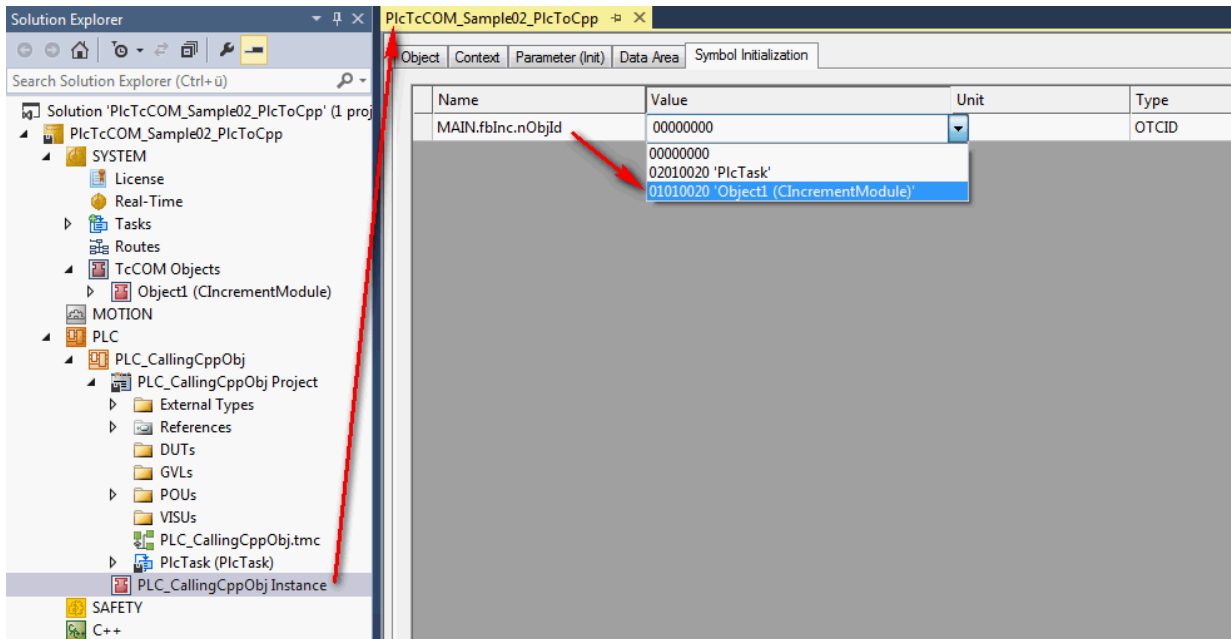 Solution Explorer
Search Solution Explorer (Ctrl+ü)
Solution 'PlcTcCOM_Sample02_PlcToCpp' (1 proj
PlcTcCOM_Sample02_PlcToCpp
SYSTEM
License
Real-Time
Tasks
Routes
TcCOM Objects
Object1 (CIncrementModule)
MOTION
PLC
PLC_CallingCppObj
PLC_CallingCppObj Project
External Types
References
DUTs
GVLs
POUs
VISUs
PLC_CallingCppObj.tmc
PlcTask (PlcTask)
PLC_CallingCppObj Instance
SAFETY
C++
PlcTcCOM_Sample02_PlcToCpp
Object Context Parameter (Init) Data Area Symbol Initialization
Name Value Unit Type
MAIN.fbInc.nObjId 00000000 OTCID
00000000
02010020 'PlcTask'
01010020 'Object1 (CIncrementModule)'